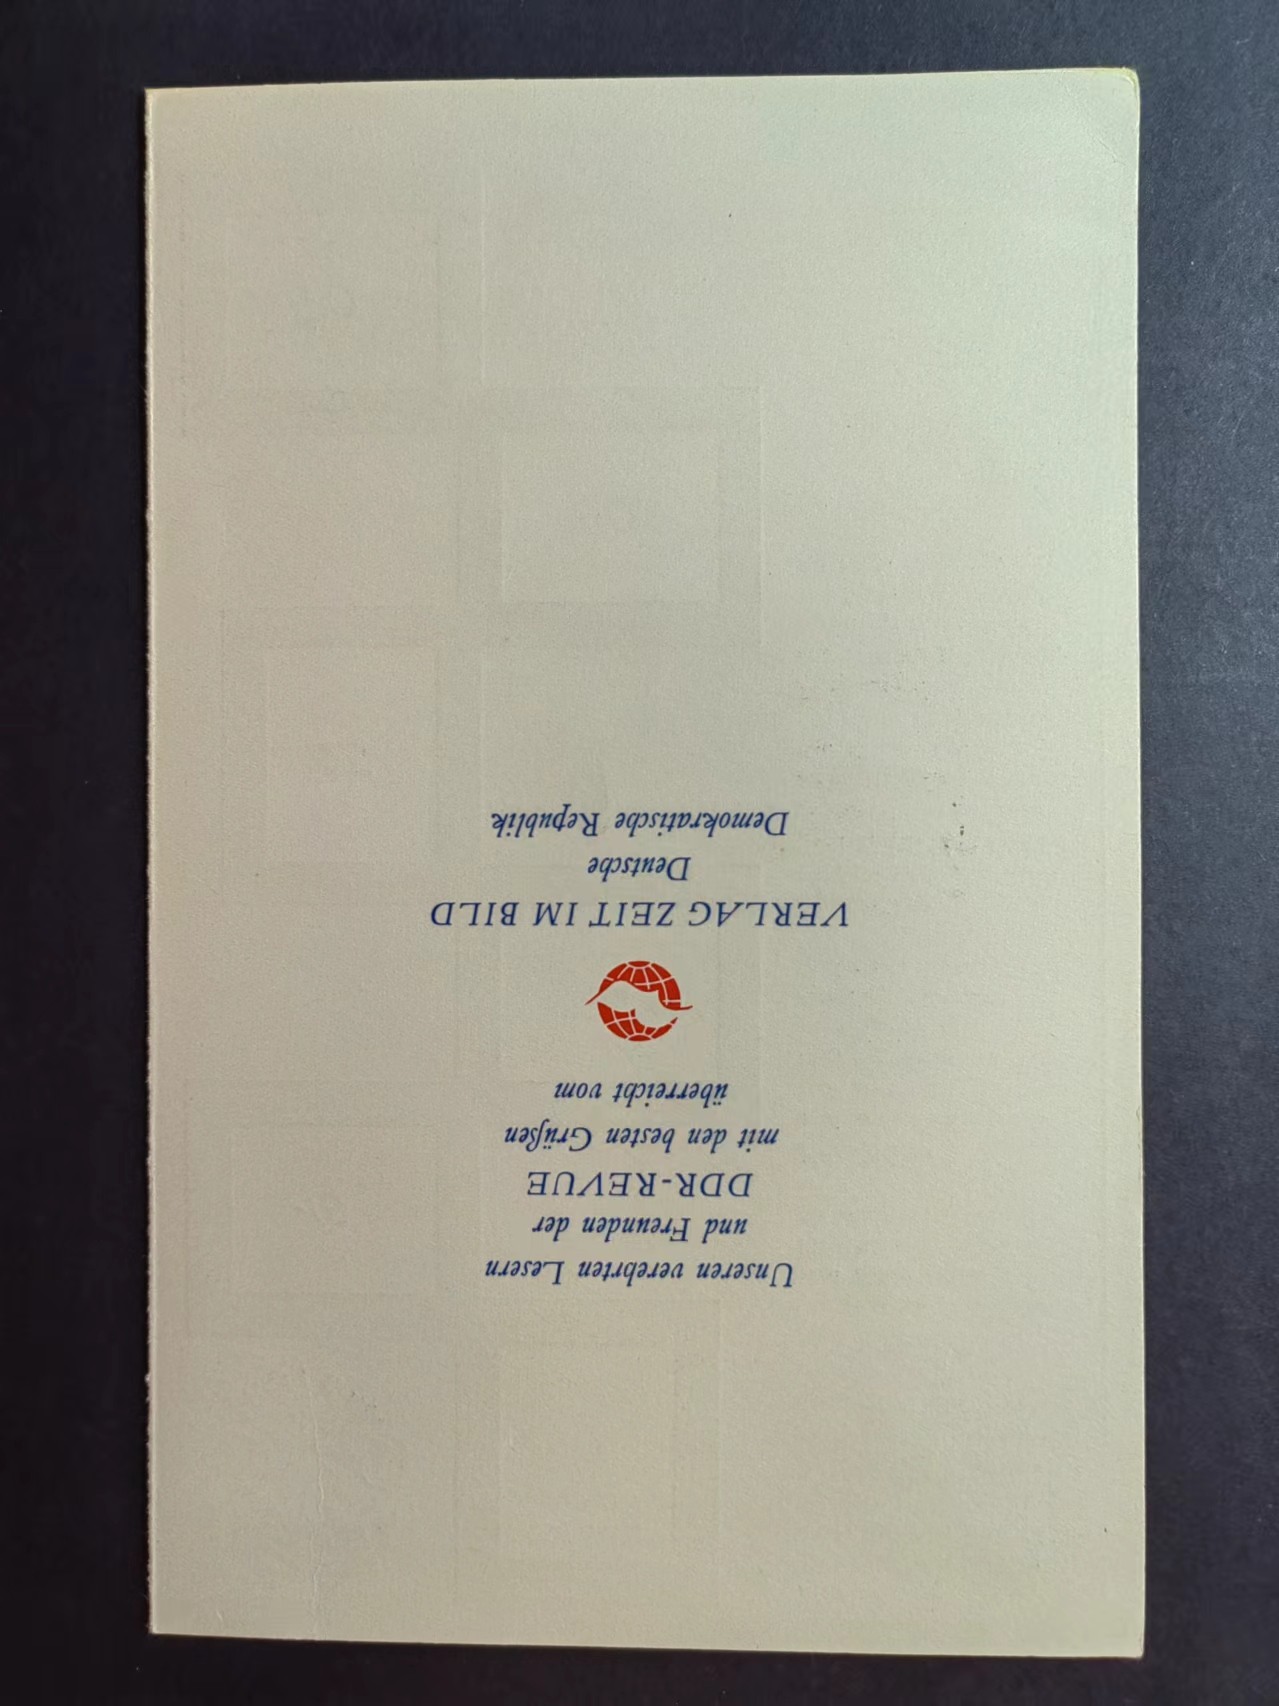 Unseren verehrten Lesern
und Freunden der
DDR-REVUE
mit den besten Grüßen
überreicht vom
VERLAG ZEIT IM BILD
Deutsche
Demokratische Republik